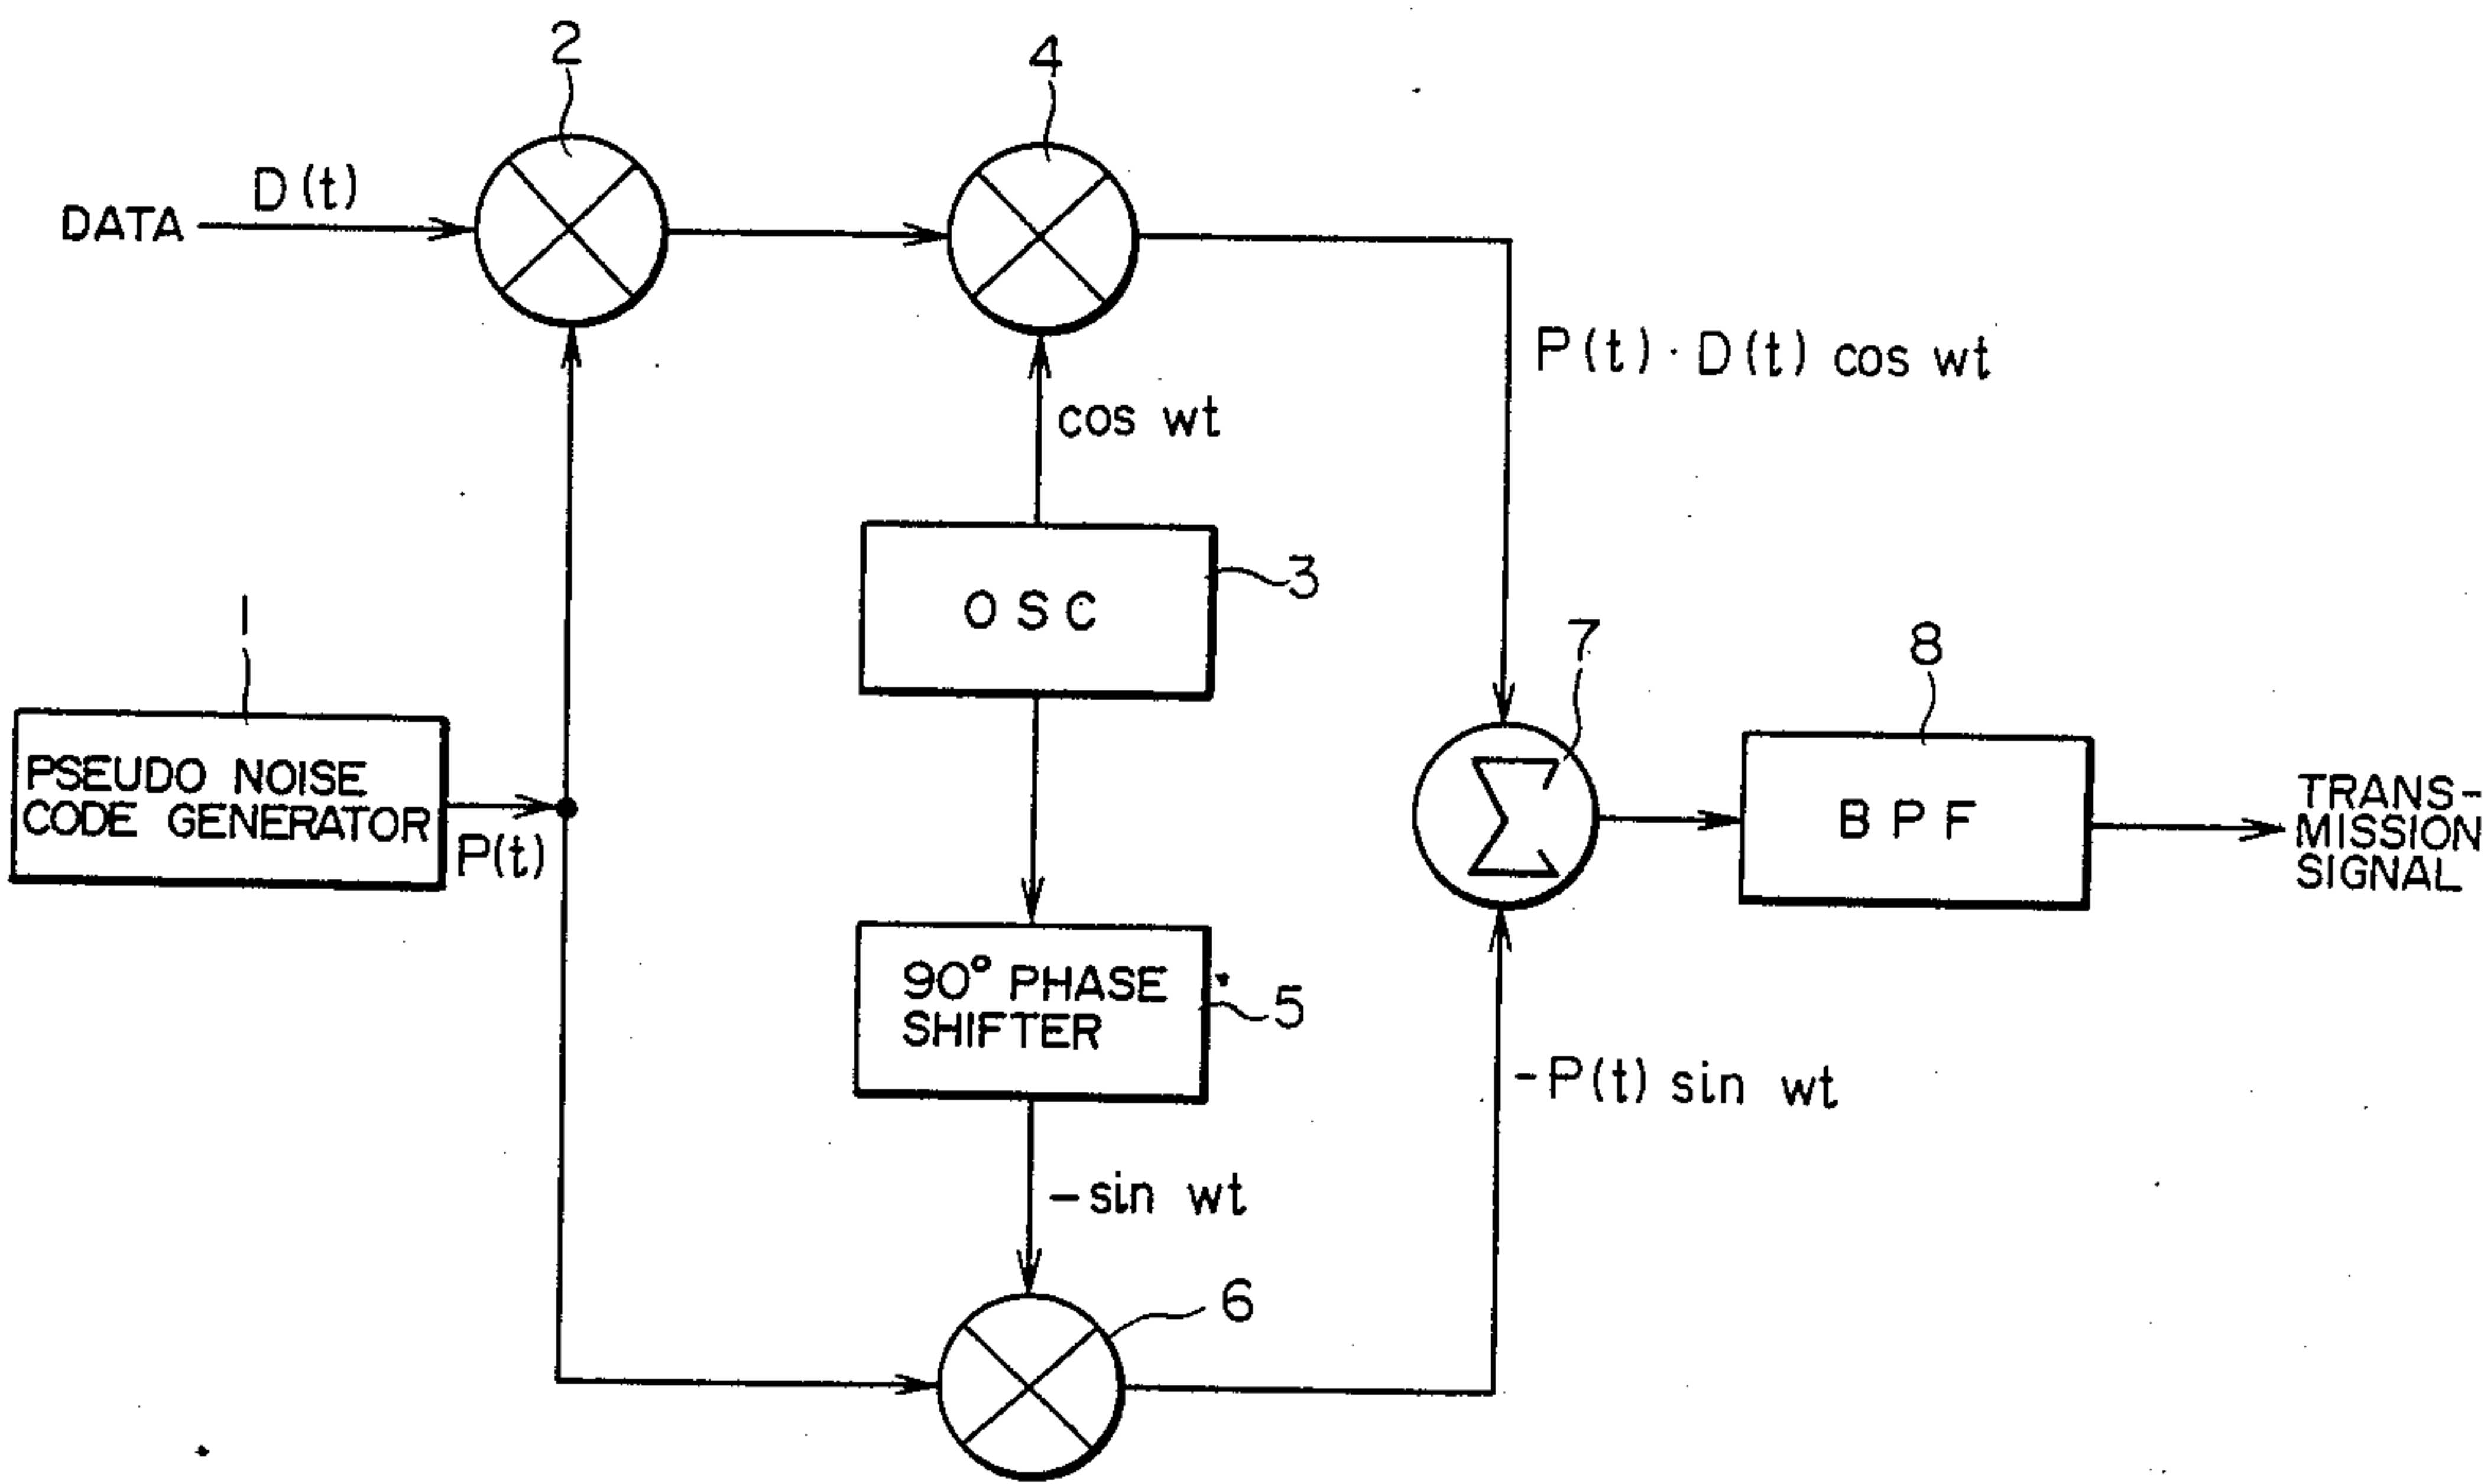 2
4
D(t)
DATA
P(t) · D(t) cos wt
cos wt
OSC
3
1
7
8
PSEUDO NOISE
CODE GENERATOR
P(t)
BPF
TRANS-
MISSION
SIGNAL
Σ
90° PHASE
SHIFTER
5
-P(t) sin wt
-sin wt
6